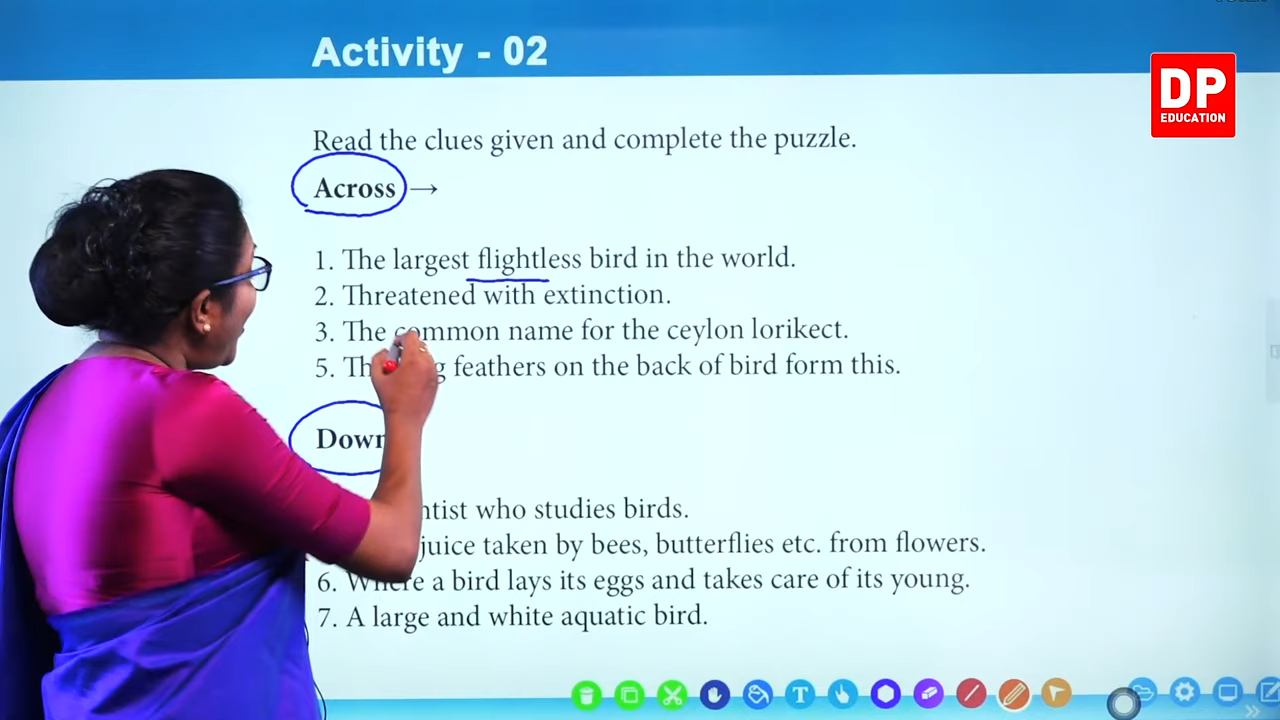 Activity - 02
DP
EDUCATION
Read the clues given and complete the puzzle.
Across →
1. The largest flightless bird in the world.
2. Threatened with extinction.
3. The common name for the ceylon lorikect.
5. feathers on the back of bird form this.
Down
who studies birds.
juice taken by bees, butterflies etc. from flowers.
6. Where a bird lays its eggs and takes care of its young.
7. A large and white aquatic bird.
T